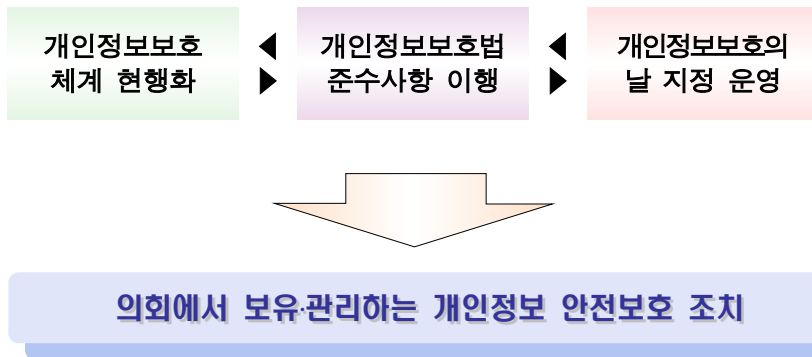 개인정보보호
체계 현행화
개인정보보호법
준수사항 이행
개인정보보호의
날 지정 운영
의회에서 보유·관리하는 개인정보 안전보호 조치